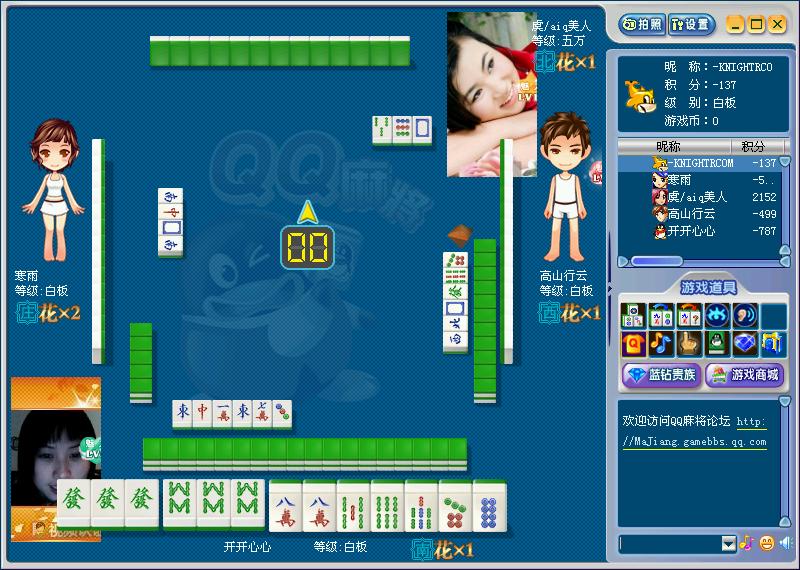 拍照
设置
虞/aiq美人
等级:五万
北花×1
昵 称:-KNIGHTRCO
积 分:-137
级 别:白板
游戏币:0
昵称 积分
-KNIGHTRCOM -137
寒雨 -5..
虞/aiq美人 2152
高山行云 -499
开开心心 -787
QQ麻将
00
寒雨
等级:白板
庄花×2
高山行云
等级:白板
西花×1
游戏道具
蓝钻贵族
游戏商城
欢迎访问QQ麻将论坛 http:
//MaJiang.gamebbs.qq.com
北
西
東 中 一萬 東 七萬
發 發 發 八萬 八萬
开开心心 等级:白板 南花×1